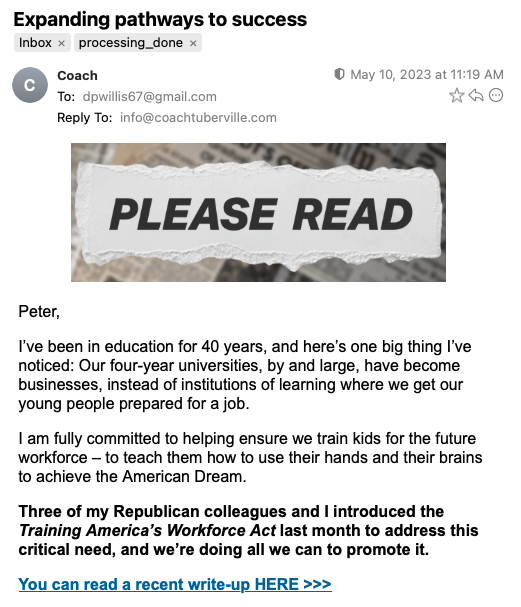 Expanding pathways to success
Inbox × processing_done ×
C
Coach
May 10, 2023 at 11:19 AM
To: dpwillis67@gmail.com
Reply To: info@coachtuberville.com
PLEASE READ
Peter,
I’ve been in education for 40 years, and here’s one big thing I’ve
noticed: Our four-year universities, by and large, have become
businesses, instead of institutions of learning where we get our
young people prepared for a job.
I am fully committed to helping ensure we train kids for the future
workforce – to teach them how to use their hands and their brains
to achieve the American Dream.
Three of my Republican colleagues and I introduced the
Training America’s Workforce Act last month to address this
critical need, and we’re doing all we can to promote it.
You can read a recent write-up HERE >>>